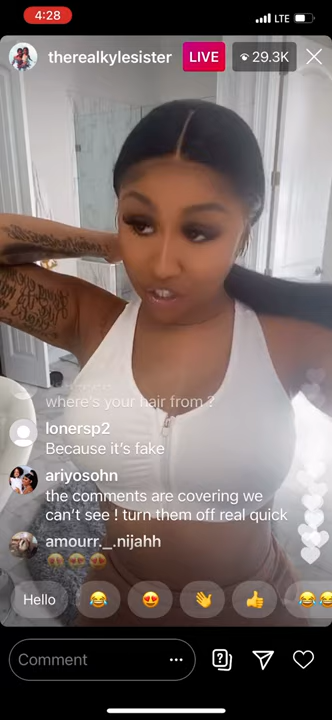 4:28
LTE
therealkylesister LIVE 29.3K
where's your hair from ?
lonersp2
Because it's fake
ariyosohn
the comments are covering we
can't see ! turn them off real quick
amourr._.nijahh
😍😍😍
Hello 😂 😍 👋 👍 😂😂
Comment